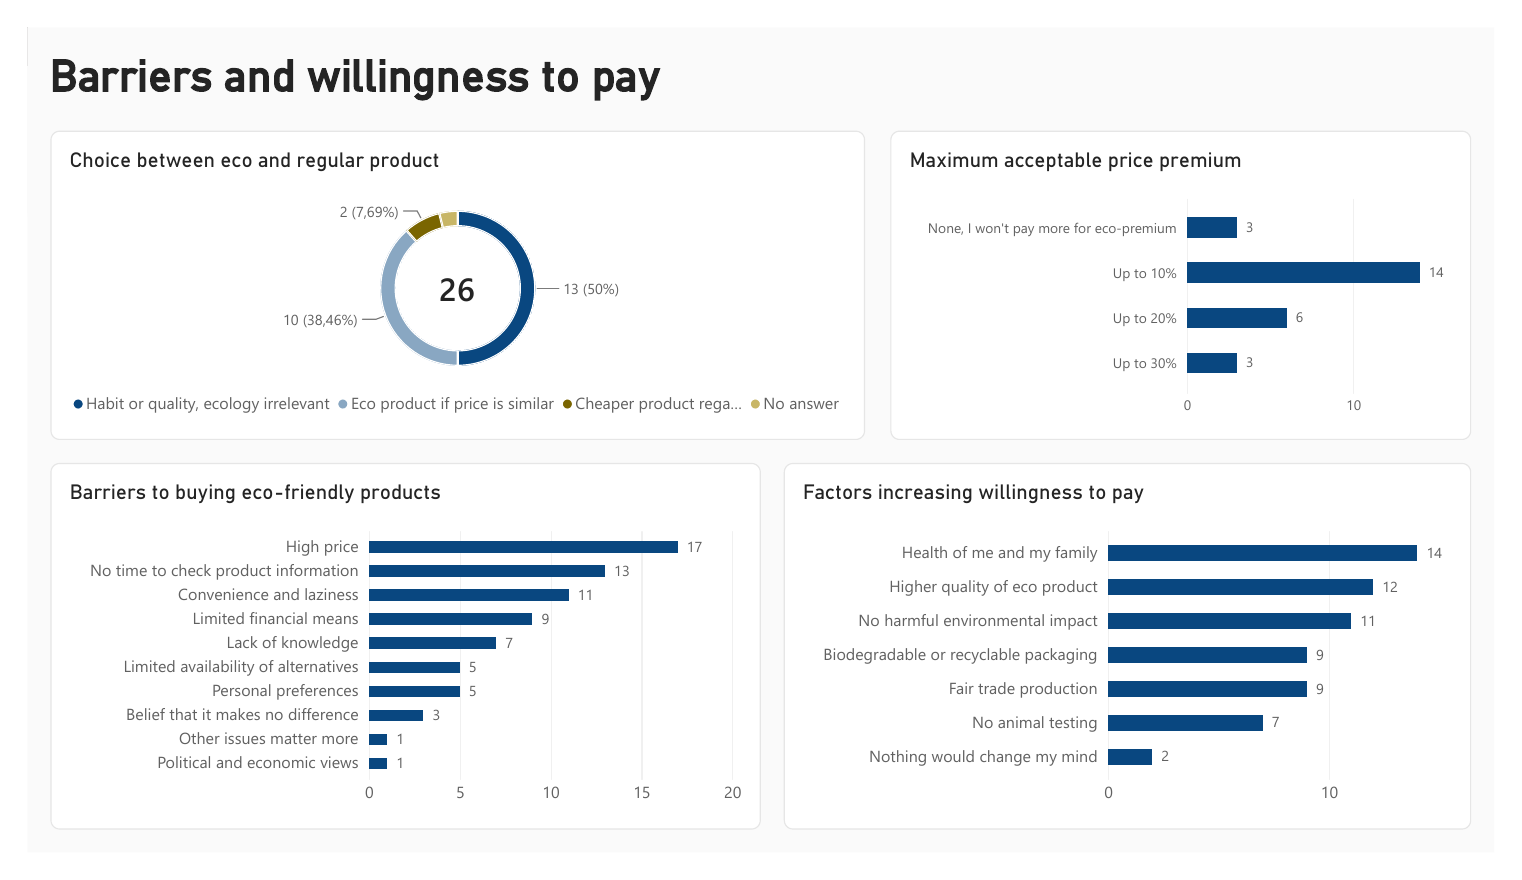 Barriers and willingness to pay
Choice between eco and regular product
2 (7,69%)
26
13 (50%)
10 (38,46%)
Habit or quality, ecology irrelevant
Eco product if price is similar
Cheaper product rega...
No answer
Maximum acceptable price premium
None, I won't pay more for eco-premium
3
Up to 10%
14
Up to 20%
6
Up to 30%
3
0
10
Barriers to buying eco-friendly products
High price
17
No time to check product information
13
Convenience and laziness
11
Limited financial means
9
Lack of knowledge
7
Limited availability of alternatives
5
Personal preferences
5
Belief that it makes no difference
3
Other issues matter more
1
Political and economic views
1
0
5
10
15
20
Factors increasing willingness to pay
Health of me and my family
14
Higher quality of eco product
12
No harmful environmental impact
11
Biodegradable or recyclable packaging
9
Fair trade production
9
No animal testing
7
Nothing would change my mind
2
0
10